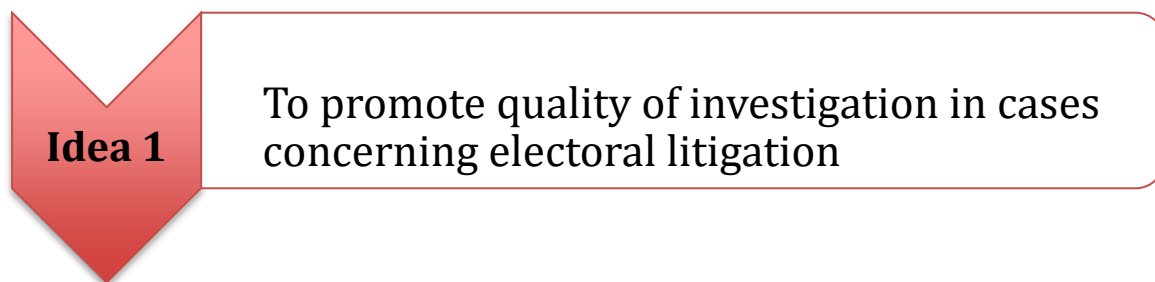 Idea 1
To promote quality of investigation in cases
concerning electoral litigation